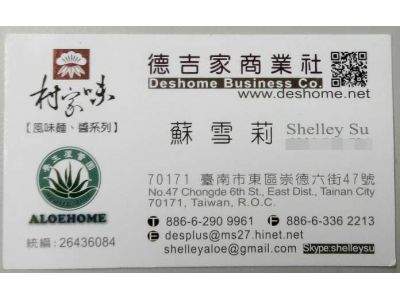 村家味
【風味麵、醬系列】
ALOEHOME
統編：26436084
德吉家商業社
Deshome Business Co.
www.deshome.net
蘇雪莉 Shelley Su
70171 臺南市東區崇德六街47號
No.47 Chongde 6th St., East Dist., Tainan City
70171, Taiwan, R.O.C.
T 886-6-290 9961 F 886-6-336 2213
E desplus@ms27.hinet.net
shelleyaloe@gmail.com Skype:shelleysu